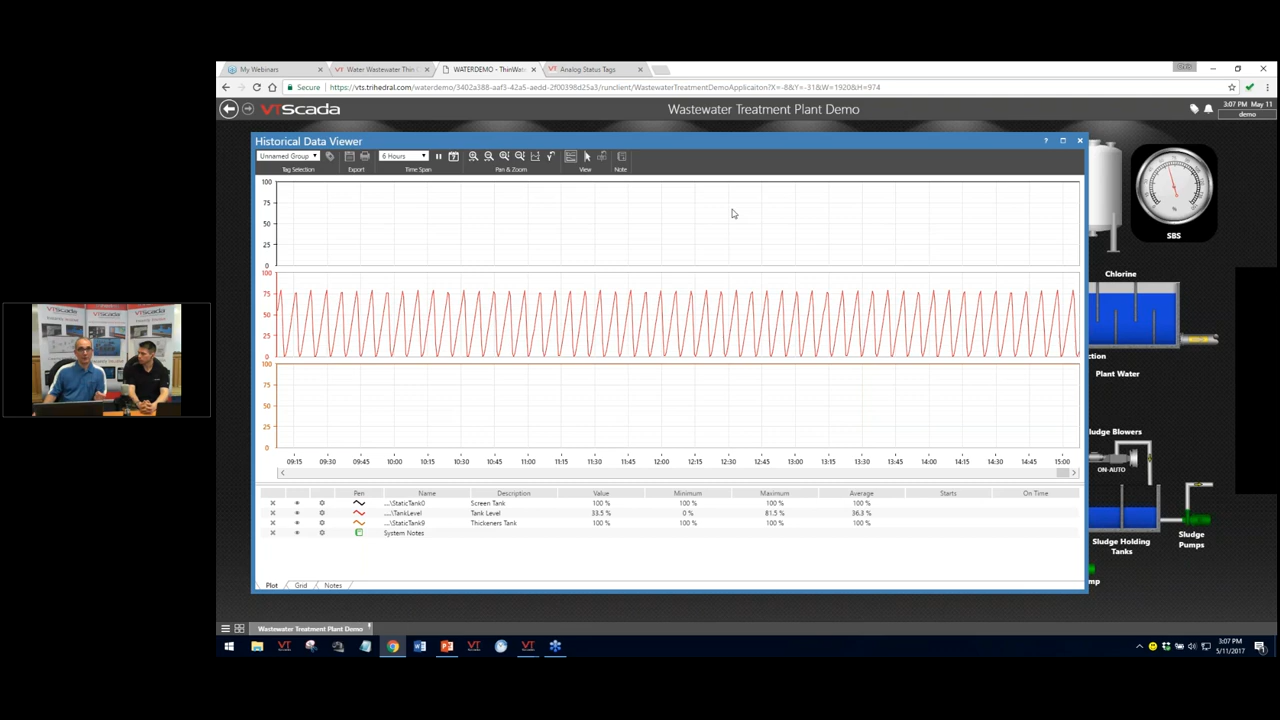 My Webinars
Water Wastewater Thin C
WATERDEMO - ThinWate
Analog Status Tags
Secure
https://vts.trihedral.com/waterdemo/3402a388-aaf3-42a5-aedd-2f00398d25a3/runclient/WastewaterTreatmentDemoApplicaiton?X=-8&Y=-31&W=1920&H=974
VTScada
Wastewater Treatment Plant Demo
3:07 PM May 11
demo
Historical Data Viewer
Unnamed Group
6 Hours
Tag Selection
Export
Time Span
Pan & Zoom
View
Note
100
75
50
25
0
100
75
50
25
0
100
75
50
25
0
09:15 09:30 09:45 10:00 10:15 10:30 10:45 11:00 11:15 11:30 11:45 12:00 12:15 12:30 12:45 13:00 13:15 13:30 13:45 14:00 14:15 14:30 14:45 15:00
Pen Name Description Value Minimum Maximum Average Starts On Time
...\StaticTank0 Screen Tank 100 % 100 % 100 % 100 %
...\TankLevel Tank Level 33.5 % 0 % 81.5 % 36.3 %
...\StaticTank9 Thickeners Tank 100 % 100 % 100 % 100 %
System Notes
Plot Grid Notes
SBS
Chlorine
ction
Plant Water
ludge Blowers
ON-AUTO
Sludge Holding
Tanks
Sludge
Pumps
mp
Wastewater Treatment Plant Demo
3:07 PM
5/11/2017